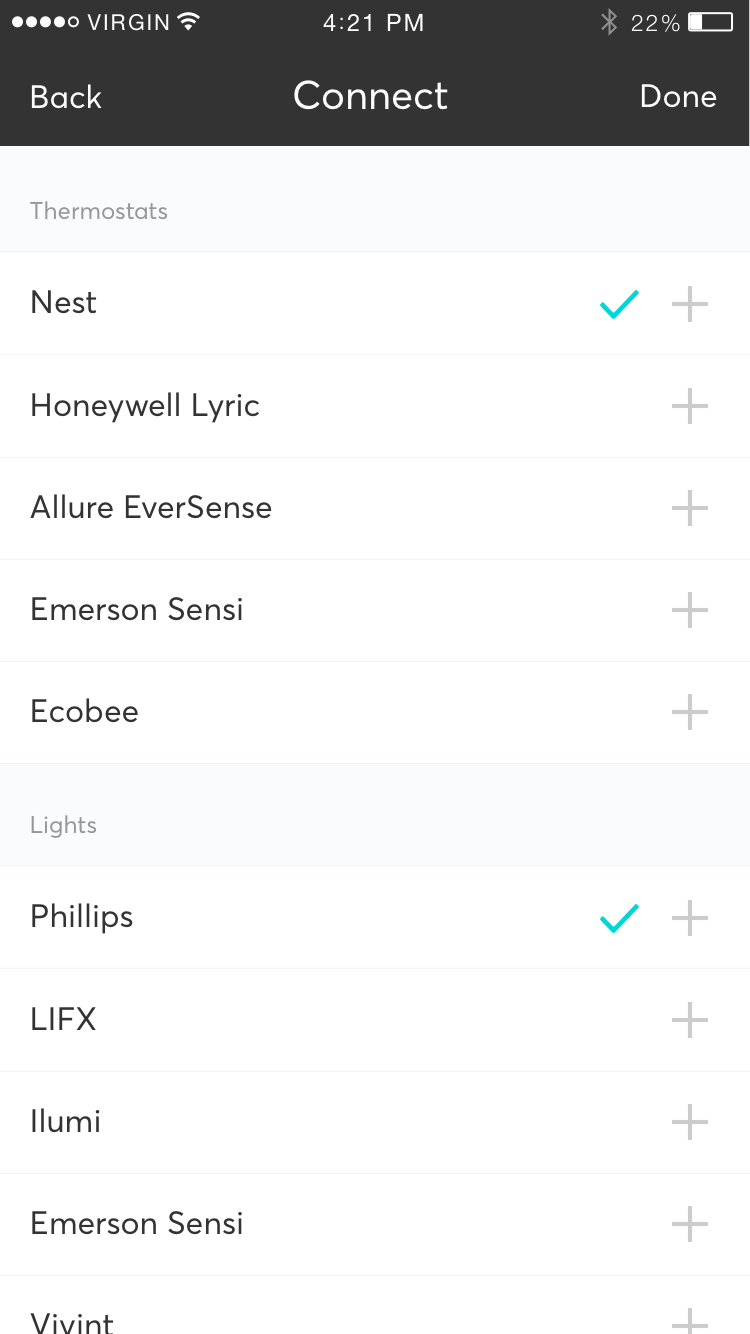 VIRGIN 4:21 PM 22%
Back Connect Done
Thermostats
Nest
Honeywell Lyric
Allure EverSense
Emerson Sensi
Ecobee
Lights
Phillips
LIFX
Ilumi
Emerson Sensi
Vivint